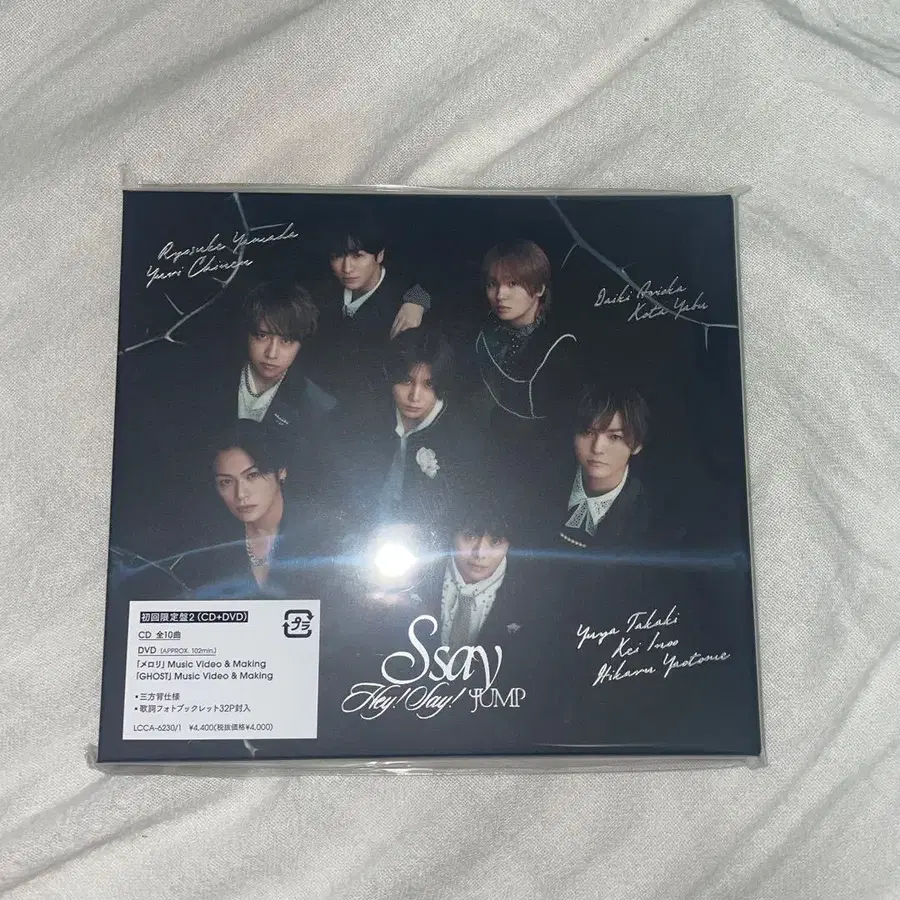 Ryosuke Yamada
Yuri Chinen
Daiki Arioka
Kota Yabu
Yuya Takaki
Kei Inoo
Hikaru Yaotome
Ssay
Hey! Say! JUMP
初回限定盤2 (CD+DVD)
プラ
CD 全10曲
DVD (APPROX. 102min.)
「メロリ」Music Video & Making
「GHOST」Music Video & Making
・三方背仕様
・歌詞フォトブックレット32P封入
LCCA-6230/1 ¥4,400(税抜価格¥4,000)